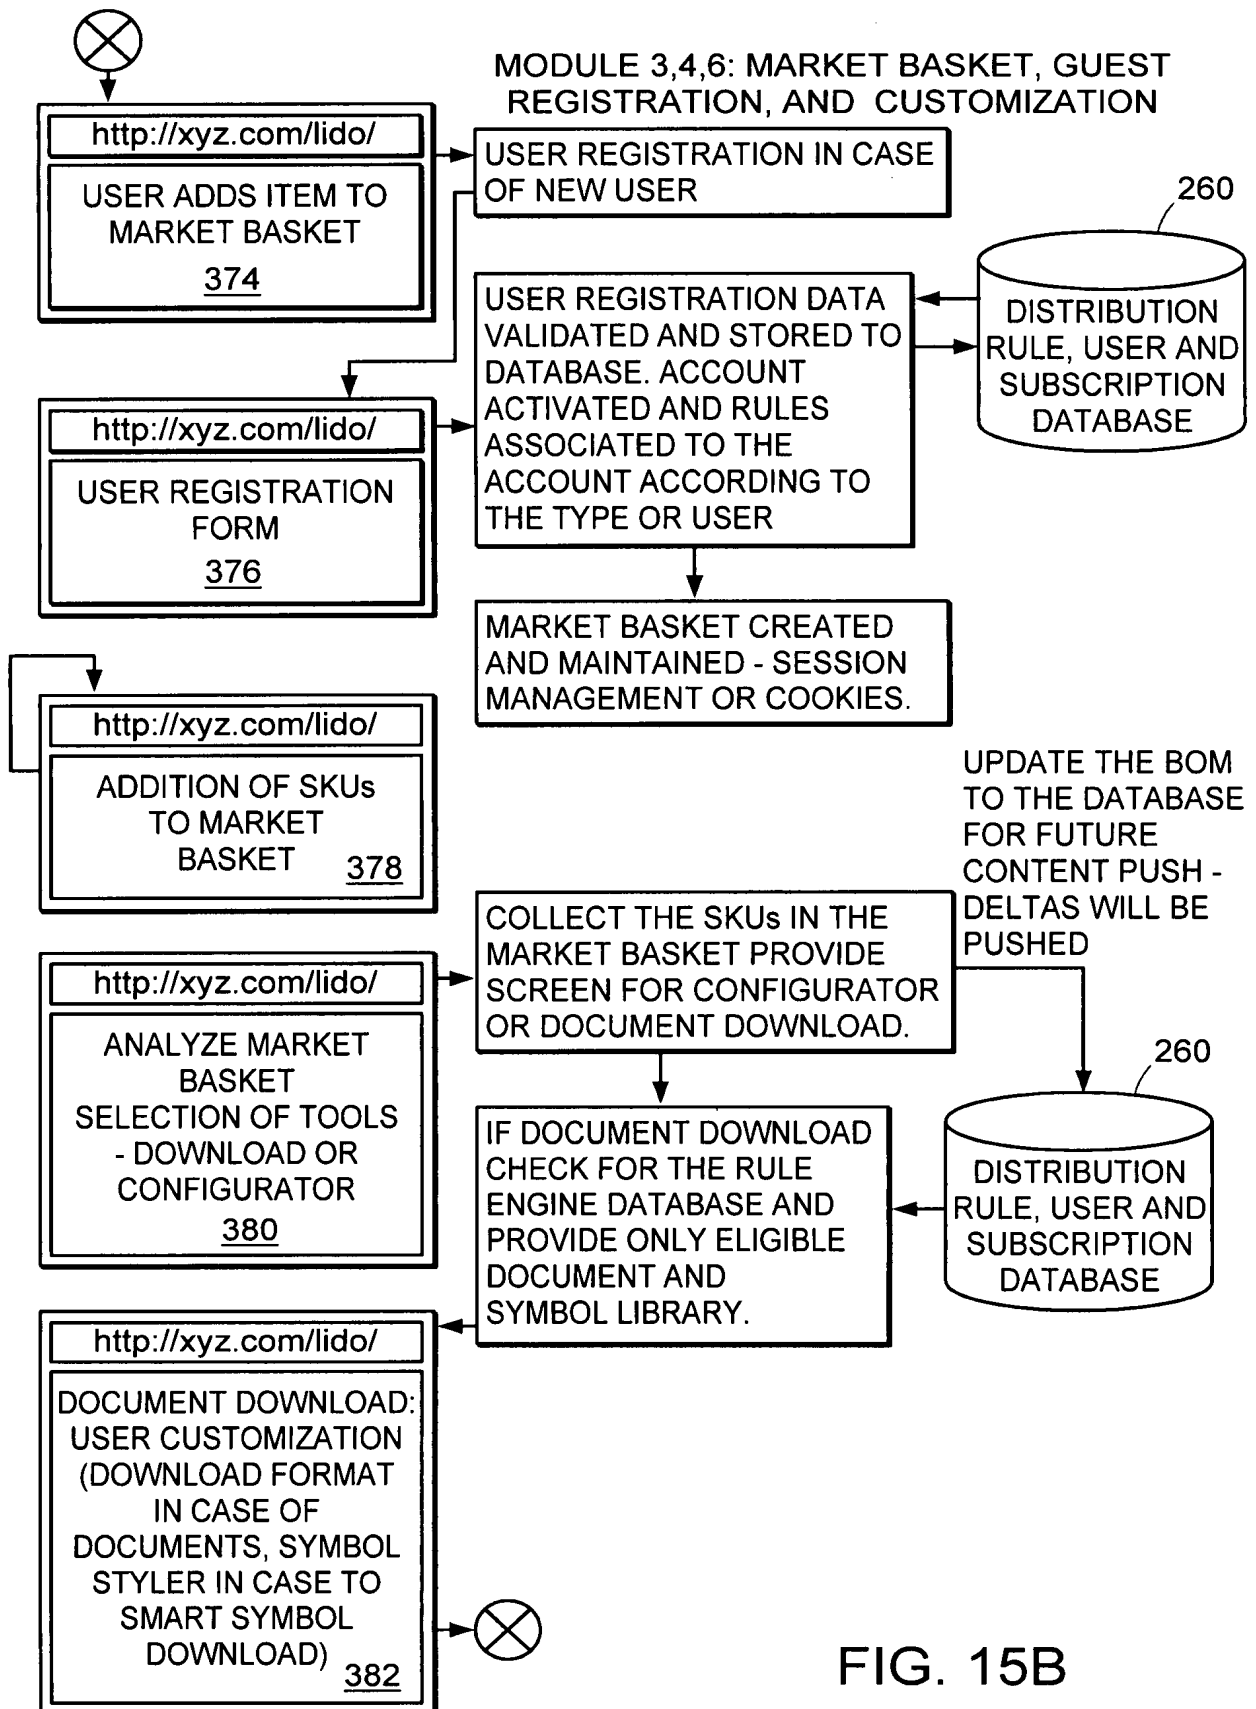 MODULE 3,4,6: MARKET BASKET, GUEST
REGISTRATION, AND CUSTOMIZATION
http://xyz.com/lido/
USER ADDS ITEM TO
MARKET BASKET
374
USER REGISTRATION IN CASE
OF NEW USER
260
DISTRIBUTION
RULE, USER AND
SUBSCRIPTION
DATABASE
USER REGISTRATION DATA
VALIDATED AND STORED TO
DATABASE. ACCOUNT
ACTIVATED AND RULES
ASSOCIATED TO THE
ACCOUNT ACCORDING TO
THE TYPE OR USER
http://xyz.com/lido/
USER REGISTRATION
FORM
376
MARKET BASKET CREATED
AND MAINTAINED - SESSION
MANAGEMENT OR COOKIES.
http://xyz.com/lido/
ADDITION OF SKUs
TO MARKET
BASKET
378
UPDATE THE BOM
TO THE DATABASE
FOR FUTURE
CONTENT PUSH -
DELTAS WILL BE
PUSHED
COLLECT THE SKUs IN THE
MARKET BASKET PROVIDE
SCREEN FOR CONFIGURATOR
OR DOCUMENT DOWNLOAD.
http://xyz.com/lido/
ANALYZE MARKET
BASKET
SELECTION OF TOOLS
- DOWNLOAD OR
CONFIGURATOR
380
260
DISTRIBUTION
RULE, USER AND
SUBSCRIPTION
DATABASE
IF DOCUMENT DOWNLOAD
CHECK FOR THE RULE
ENGINE DATABASE AND
PROVIDE ONLY ELIGIBLE
DOCUMENT AND
SYMBOL LIBRARY.
http://xyz.com/lido/
DOCUMENT DOWNLOAD:
USER CUSTOMIZATION
(DOWNLOAD FORMAT
IN CASE OF
DOCUMENTS, SYMBOL
STYLER IN CASE TO
SMART SYMBOL
DOWNLOAD)
382
FIG. 15B